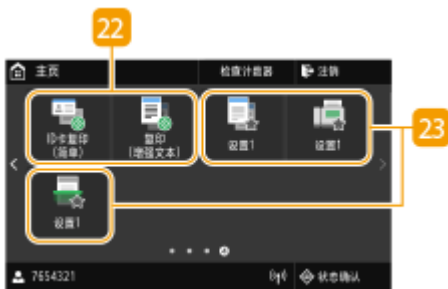 22
主页 检查计数器 注销
ID卡复印 复印 设置1 设置1
(简单) (增强文本)
23
设置1
7654321 状态确认